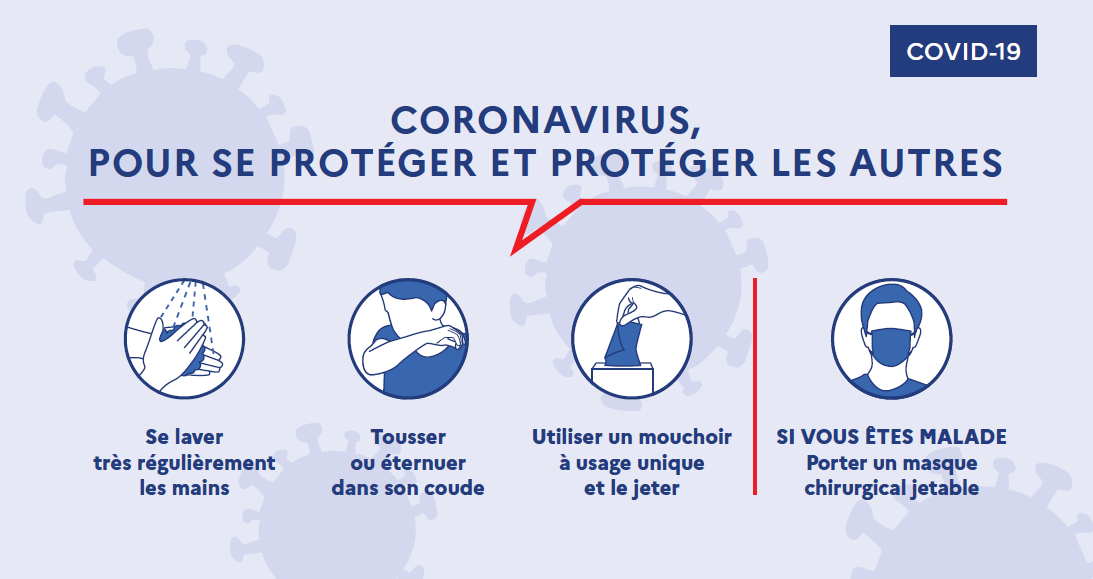 COVID-19
CORONAVIRUS,
POUR SE PROTÉGER ET PROTÉGER LES AUTRES
Se laver
très régulièrement
les mains
Tousser
ou éternuer
dans son coude
Utiliser un mouchoir
à usage unique
et le jeter
SI VOUS ÊTES MALADE
Porter un masque
chirurgical jetable